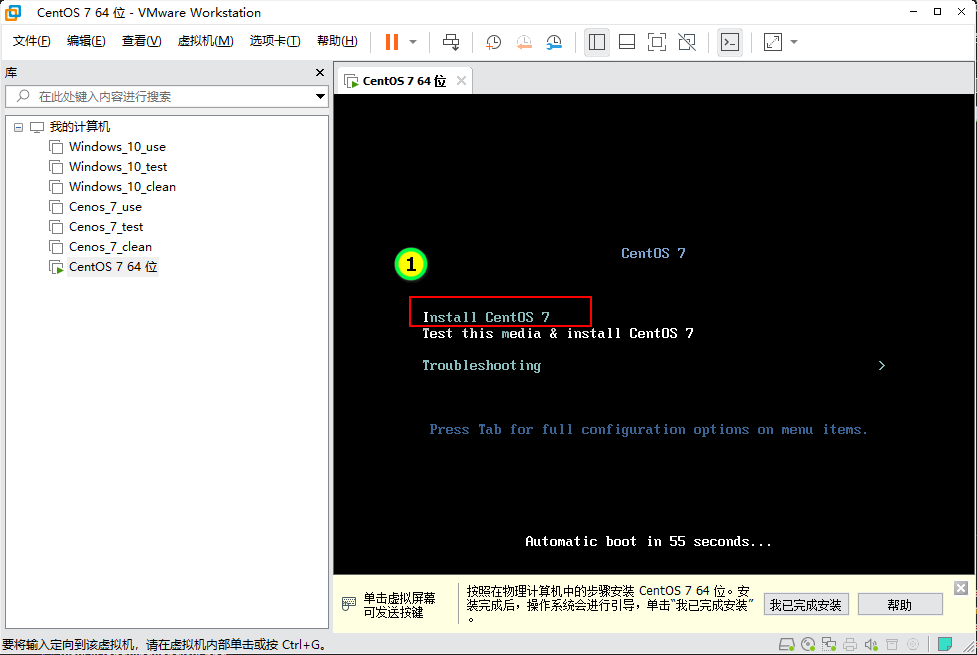 CentOS 7 64 位 - VMware Workstation
文件(F) 编辑(E) 查看(V) 虚拟机(M) 选项卡(T) 帮助(H)
库
在此处键入内容进行搜索
我的计算机
Windows_10_use
Windows_10_test
Windows_10_clean
Cenos_7_use
Cenos_7_test
Cenos_7_clean
CentOS 7 64 位
CentOS 7 64 位
CentOS 7
1
Install CentOS 7
Test this media & install CentOS 7
Troubleshooting >
Press Tab for full configuration options on menu items.
Automatic boot in 55 seconds...
单击虚拟屏幕
可发送按键
按照在物理计算机中的步骤安装 CentOS 7 64 位。安
装完成后，操作系统会进行引导，单击“我已完成安装”
。
我已完成安装
帮助
要将输入定向到该虚拟机，请在虚拟机内部单击或按 Ctrl+G。